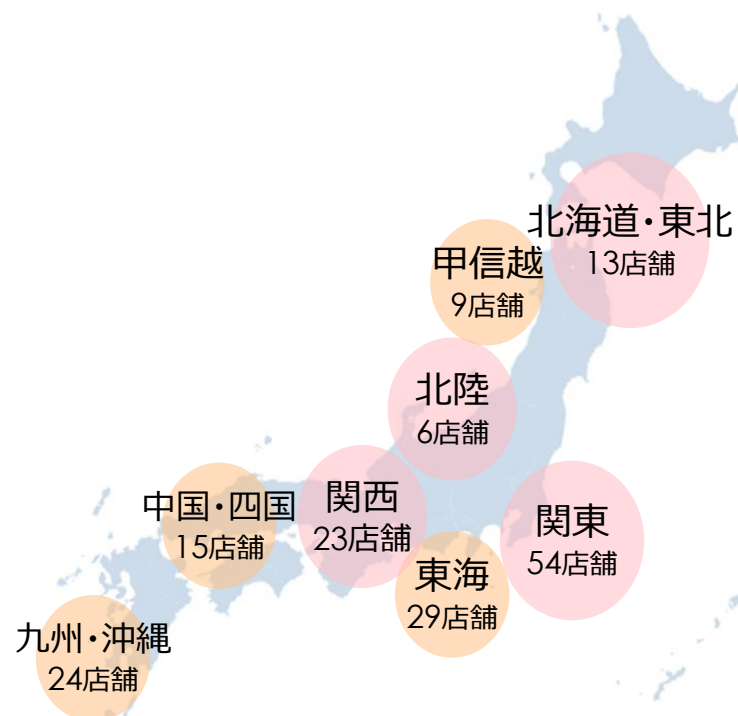 北海道・東北
13店舗
甲信越
9店舗
北陸
6店舗
関西
23店舗
中国・四国
15店舗
関東
54店舗
東海
29店舗
九州・沖縄
24店舗